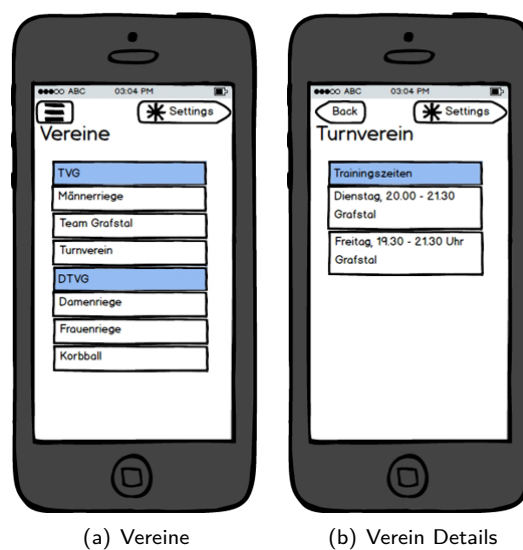 ●●●○○ ABC 03:04 PM
Settings
Vereine
TVG
Männerriege
Team Grafstal
Turnverein
DTVG
Damenriege
Frauenriege
Korbball
(a) Vereine
●●●○○ ABC 03:04 PM
Back Settings
Turnverein
Trainingszeiten
Dienstag, 20.00 - 21.30
Grafstal
Freitag, 19.30 - 21.30 Uhr
Grafstal
(b) Verein Details